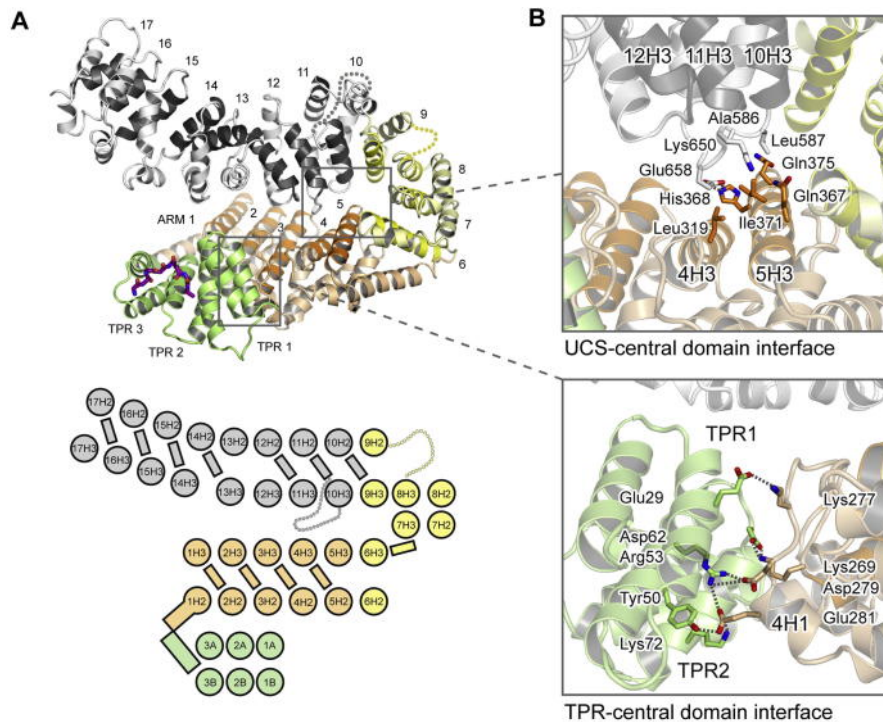 A
17
16
15
14
13
12
11
10
9
8
7
6
5
4
3
2
ARM 1
TPR 3
TPR 2
TPR 1
17H2
16H2
15H2
14H2
13H2
12H2
11H2
10H2
9H2
17H3
16H3
15H3
14H3
13H3
12H3
11H3
10H3
9H3
8H3
8H2
7H3
7H2
1H3
2H3
3H3
4H3
5H3
6H3
1H2
2H2
3H2
4H2
5H2
6H2
3A
2A
1A
3B
2B
1B
B
12H3 11H3 10H3
Ala586
Lys650
Leu587
Glu658
Gln375
His368
Gln367
Leu319
Ile371
4H3
5H3
UCS-central domain interface
TPR1
Glu29
Lys277
Asp62
Arg53
Lys269
Asp279
Tyr50
4H1
Glu281
Lys72
TPR2
TPR-central domain interface